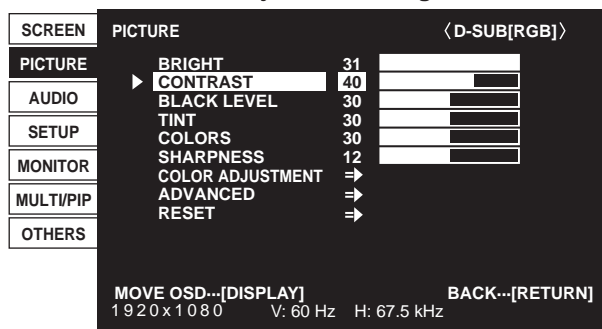 SCREEN
PICTURE
AUDIO
SETUP
MONITOR
MULTI/PIP
OTHERS
PICTURE 〈D-SUB[RGB]〉
BRIGHT 31
CONTRAST 40
BLACK LEVEL 30
TINT 30
COLORS 30
SHARPNESS 12
COLOR ADJUSTMENT
ADVANCED
RESET
MOVE OSD···[DISPLAY] BACK···[RETURN]
1920x1080 V: 60 Hz H: 67.5 kHz